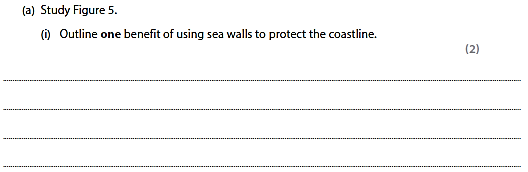 (a) Study Figure 5.
(i) Outline one benefit of using sea walls to protect the coastline.
(2)